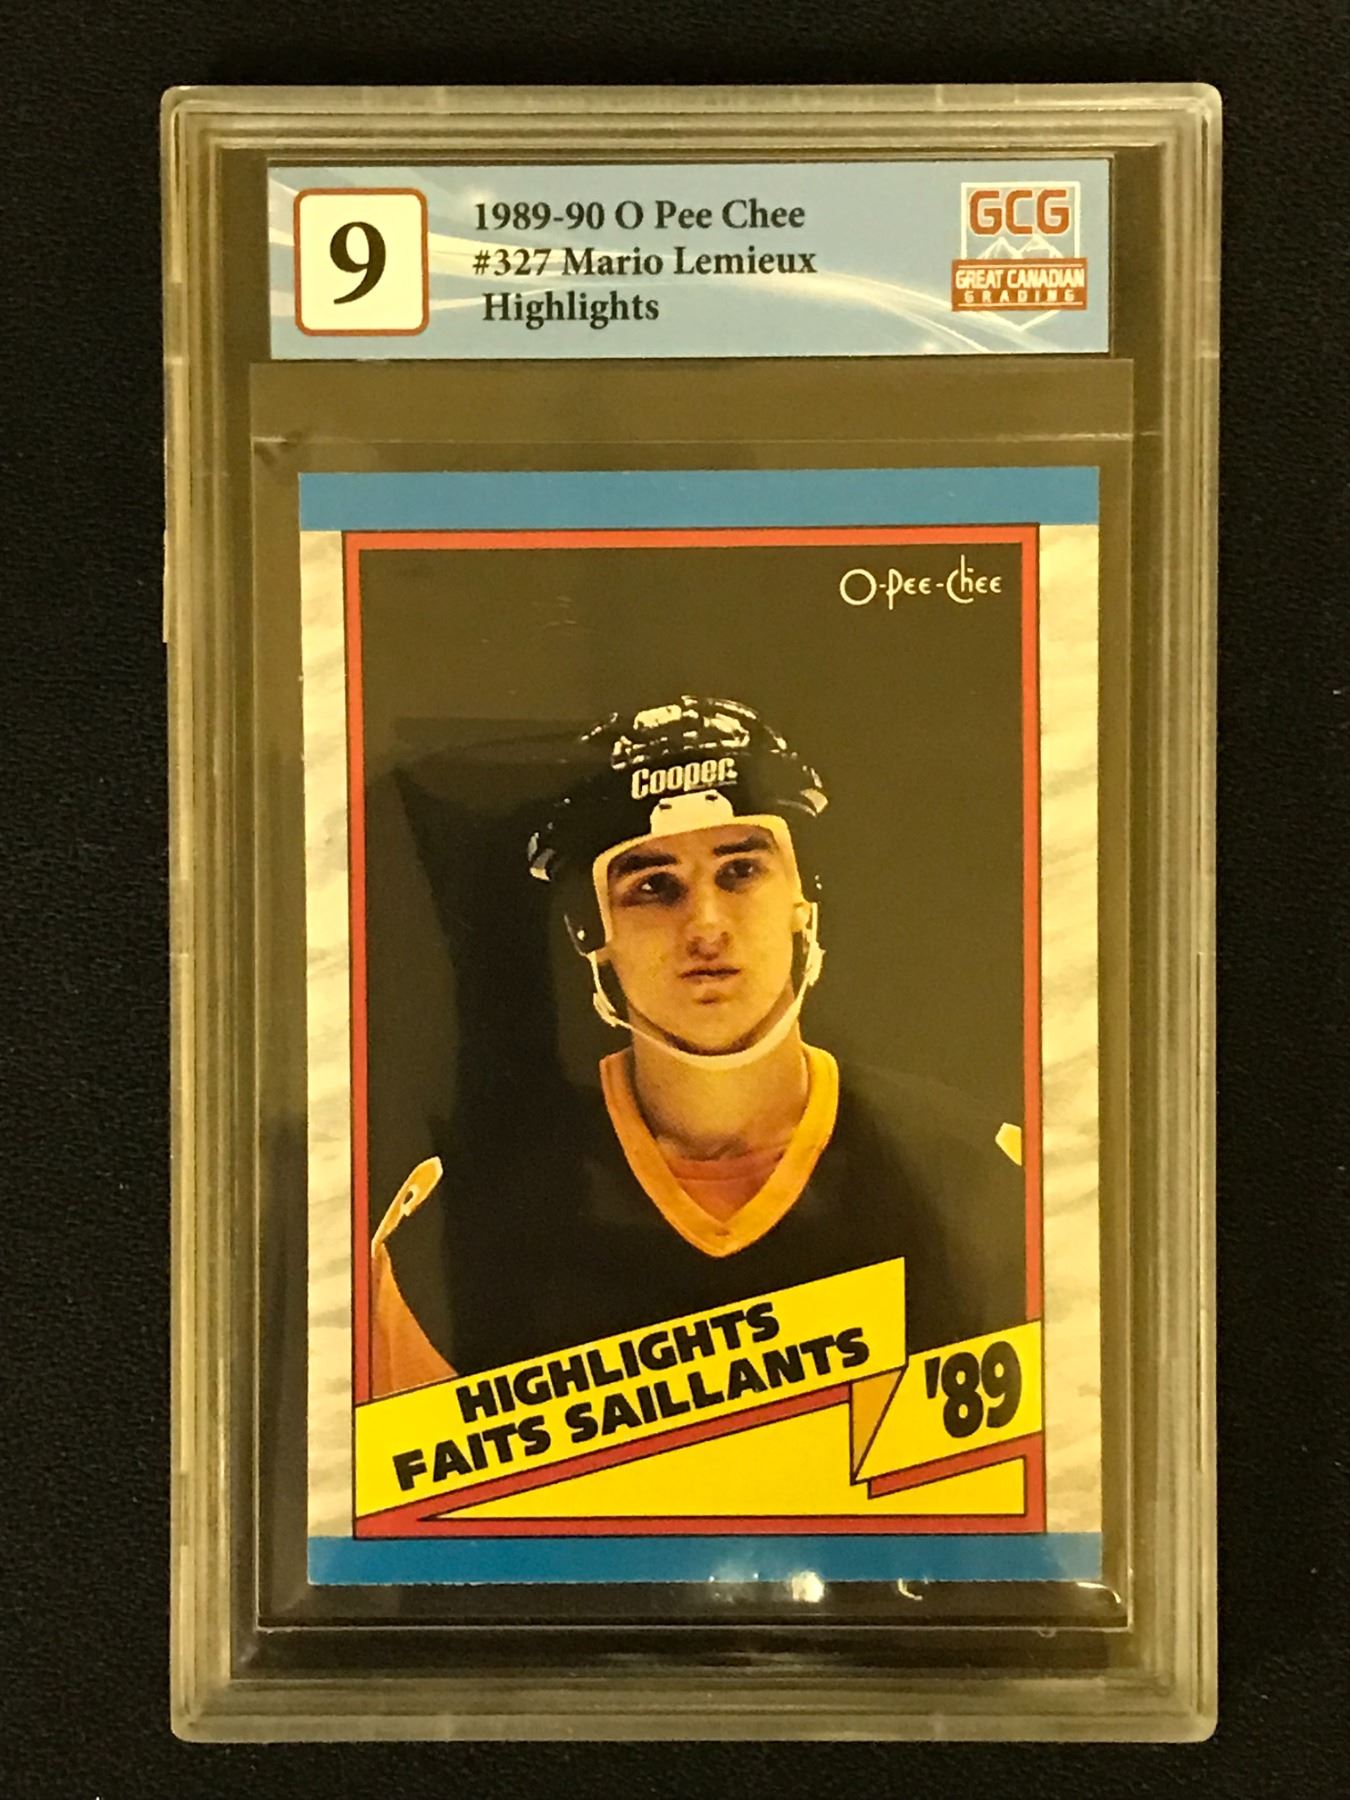 9
1989-90 O Pee Chee
#327 Mario Lemieux
Highlights
GCG
GREAT CANADIAN
GRADING
O-Pee-Chee
Cooper
HIGHLIGHTS
FAITS SAILLANTS
'89